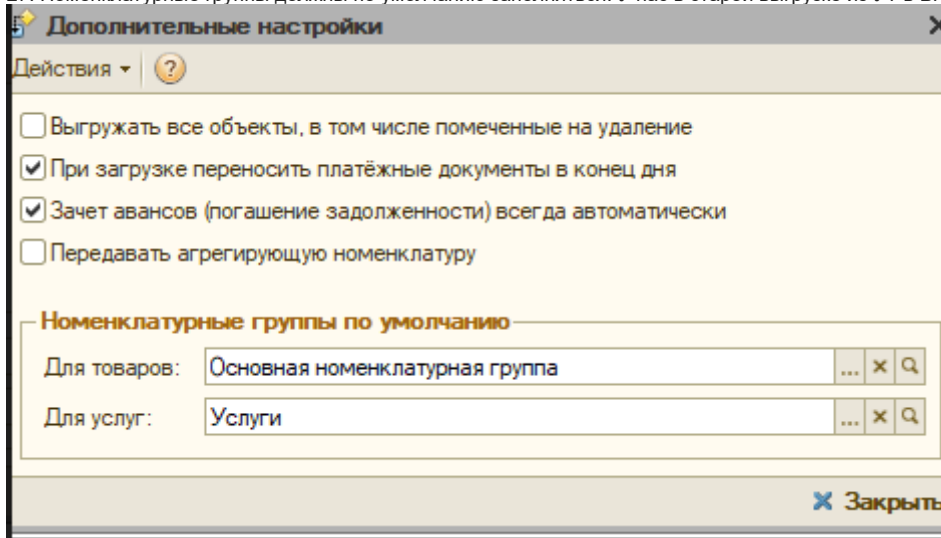 Дополнительные настройки
Действия
Выгружать все объекты, в том числе помеченные на удаление
При загрузке переносить платёжные документы в конец дня
Зачет авансов (погашение задолженности) всегда автоматически
Передавать агрегирующую номенклатуру
Номенклатурные группы по умолчанию
Для товаров: Основная номенклатурная группа
Для услуг: Услуги
Закрыть